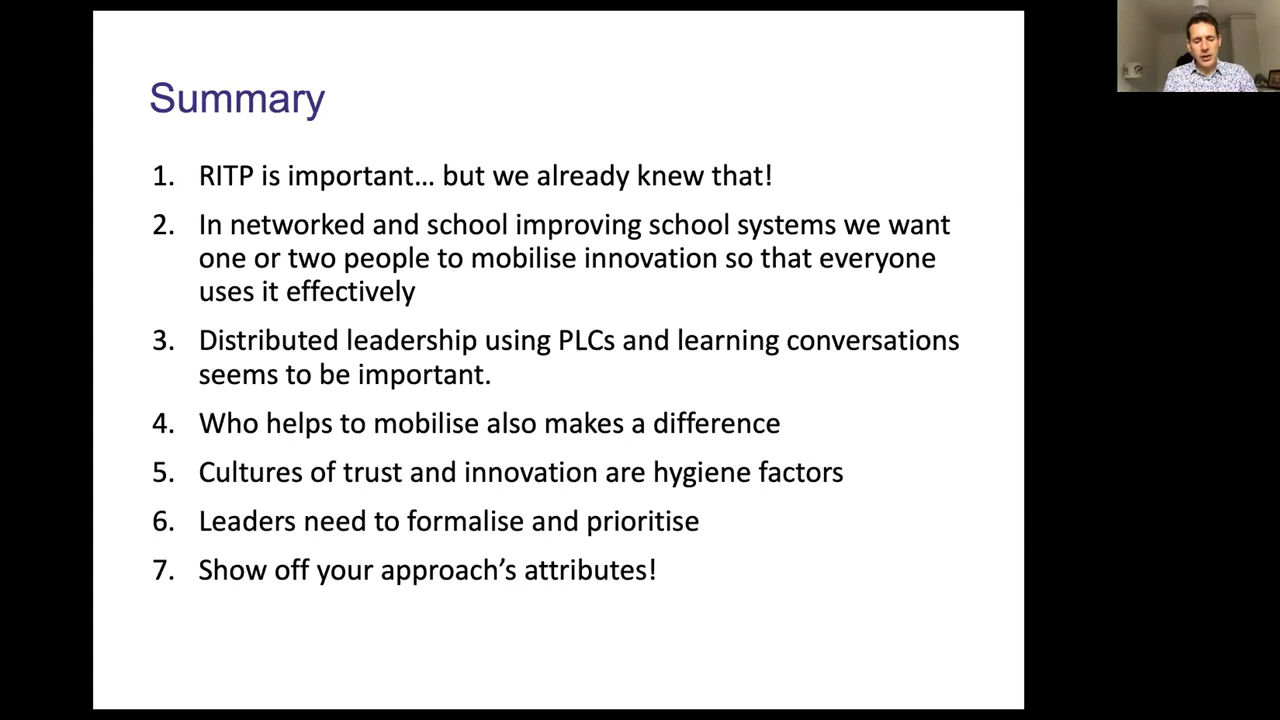 Summary
1. RITP is important… but we already knew that!
2. In networked and school improving school systems we want
one or two people to mobilise innovation so that everyone
uses it effectively
3. Distributed leadership using PLCs and learning conversations
seems to be important.
4. Who helps to mobilise also makes a difference
5. Cultures of trust and innovation are hygiene factors
6. Leaders need to formalise and prioritise
7. Show off your approach’s attributes!